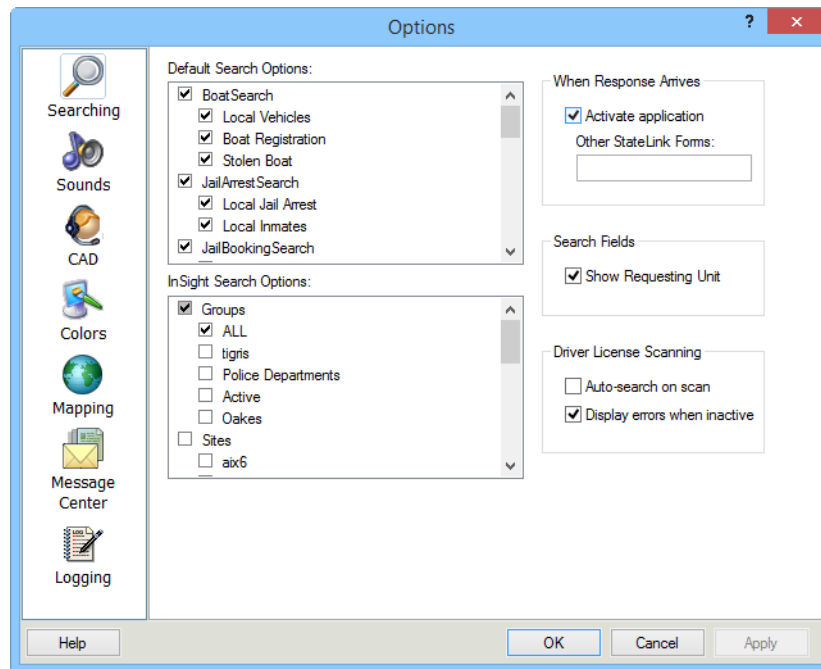 Options
?
Searching
Sounds
CAD
Colors
Mapping
Message
Center
Logging
Default Search Options:
BoatSearch
Local Vehicles
Boat Registration
Stolen Boat
JailArrestSearch
Local Jail Arrest
Local Inmates
JailBookingSearch
InSight Search Options:
Groups
ALL
tigris
Police Departments
Active
Oakes
Sites
aix6
When Response Arrives
Activate application
Other StateLink Forms:
Search Fields
Show Requesting Unit
Driver License Scanning
Auto-search on scan
Display errors when inactive
Help
OK
Cancel
Apply